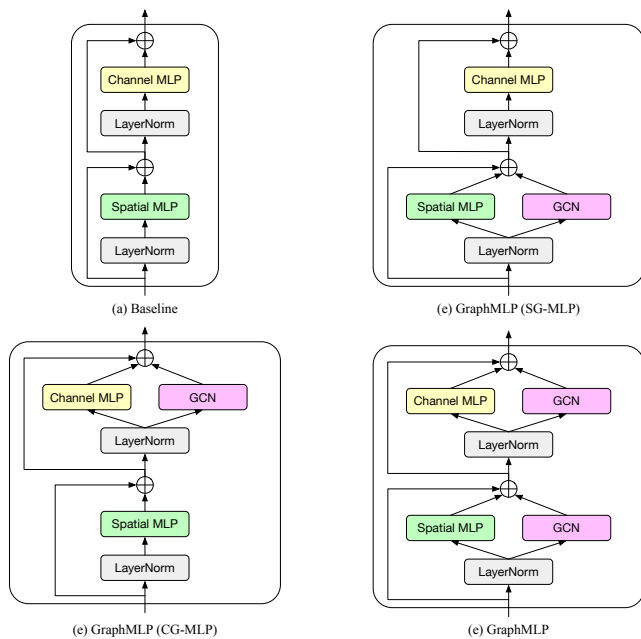 Channel MLP
LayerNorm
Spatial MLP
LayerNorm
(a) Baseline
Channel MLP
LayerNorm
Spatial MLP
GCN
LayerNorm
(e) GraphMLP (SG-MLP)
Channel MLP
GCN
LayerNorm
Spatial MLP
LayerNorm
(e) GraphMLP (CG-MLP)
Channel MLP
GCN
LayerNorm
Spatial MLP
GCN
LayerNorm
(e) GraphMLP